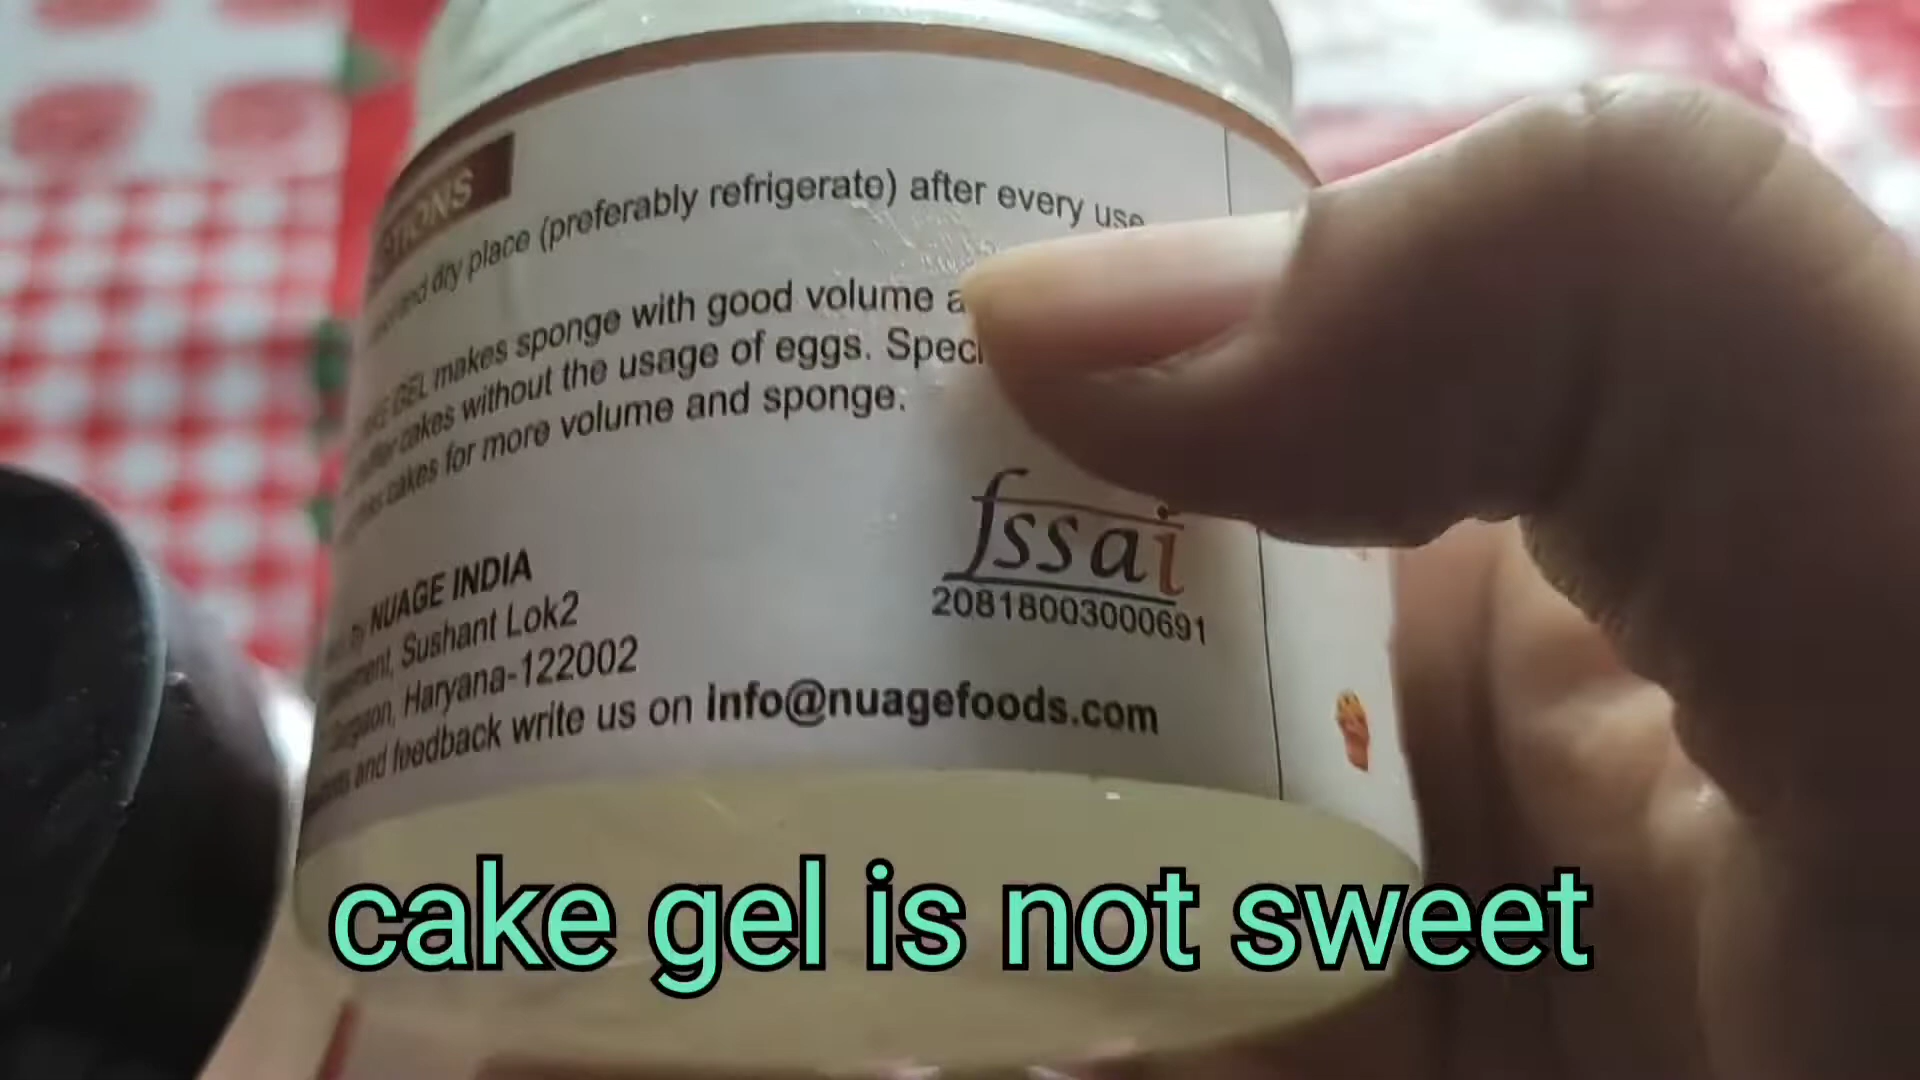 dry place (preferably refrigerate) after every use
GEL makes sponge with good volume
cakes without the usage of eggs.
cakes for more volume and sponge.
fssai
20818003000691
By NUAGE INDIA
Sushant Lok2
Haryana-122002
and feedback write us on info@nuagefoods.com
cake gel is not sweet